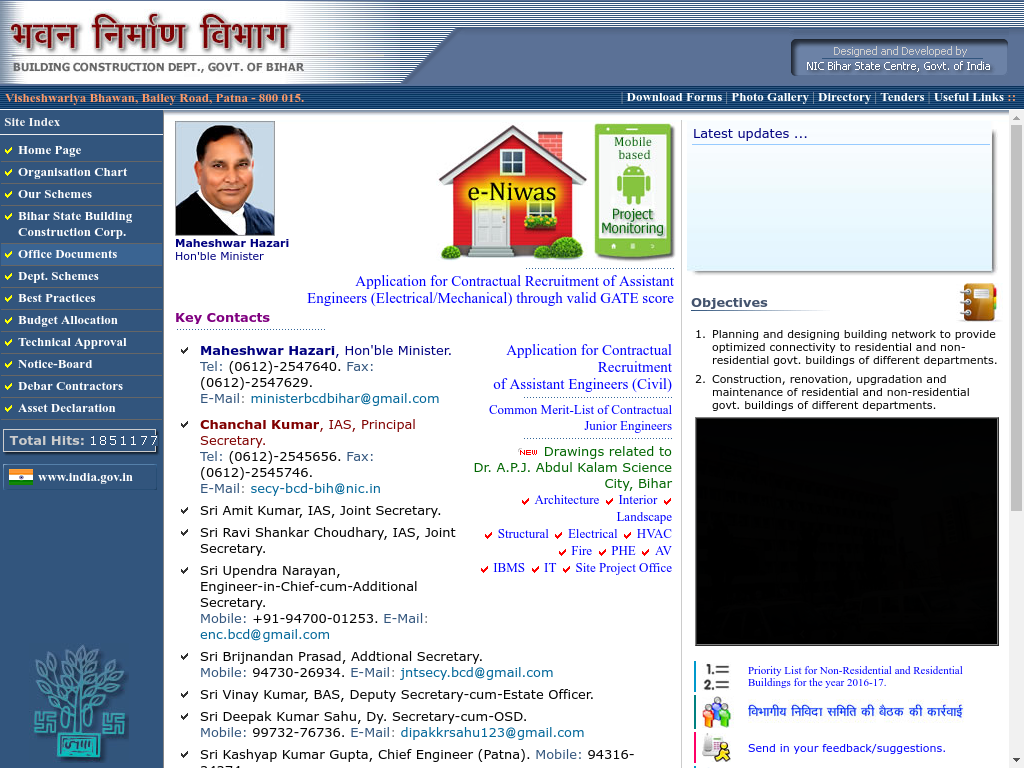 भवन निर्माण विभाग
BUILDING CONSTRUCTION DEPT., GOVT. OF BIHAR
Designed and Developed by
NIC Bihar State Centre, Govt. of India
Visheshwariya Bhawan, Bailey Road, Patna - 800 015.
| Download Forms | Photo Gallery | Directory | Tenders | Useful Links ::
Site Index
Home Page
Organisation Chart
Our Schemes
Bihar State Building
Construction Corp.
Office Documents
Dept. Schemes
Best Practices
Budget Allocation
Technical Approval
Notice-Board
Debar Contractors
Asset Declaration
Total Hits: 1851177
www.india.gov.in
Maheshwar Hazari
Hon'ble Minister
e-Niwas
Mobile
based
Project
Monitoring
Application for Contractual Recruitment of Assistant
Engineers (Electrical/Mechanical) through valid GATE score
Key Contacts
Maheshwar Hazari, Hon'ble Minister.
Tel: (0612)-2547640. Fax:
(0612)-2547629.
E-Mail: ministerbcdbihar@gmail.com
Chanchal Kumar, IAS, Principal
Secretary.
Tel: (0612)-2545656. Fax:
(0612)-2545746.
E-Mail: secy-bcd-bih@nic.in
Sri Amit Kumar, IAS, Joint Secretary.
Sri Ravi Shankar Choudhary, IAS, Joint
Secretary.
Sri Upendra Narayan,
Engineer-in-Chief-cum-Additional
Secretary.
Mobile: +91-94700-01253. E-Mail:
enc.bcd@gmail.com
Sri Brijnandan Prasad, Addtional Secretary.
Mobile: 94730-26934. E-Mail: jntsecy.bcd@gmail.com
Sri Vinay Kumar, BAS, Deputy Secretary-cum-Estate Officer.
Sri Deepak Kumar Sahu, Dy. Secretary-cum-OSD.
Mobile: 99732-76736. E-Mail: dipakkrsahu123@gmail.com
Sri Kashyap Kumar Gupta, Chief Engineer (Patna). Mobile: 94316-
Application for Contractual
Recruitment
of Assistant Engineers (Civil)
Common Merit-List of Contractual
Junior Engineers
NEW Drawings related to
Dr. A.P.J. Abdul Kalam Science
City, Bihar
Architecture Interior
Landscape
Structural Electrical HVAC
Fire PHE AV
IBMS IT Site Project Office
Latest updates ...
Objectives
1. Planning and designing building network to provide
optimized connectivity to residential and non-
residential govt. buildings of different departments.
2. Construction, renovation, upgradation and
maintenance of residential and non-residential
govt. buildings of different departments.
Priority List for Non-Residential and Residential
Buildings for the year 2016-17.
विभागीय निविदा समिति की बैठक की कार्रवाई
Send in your feedback/suggestions.